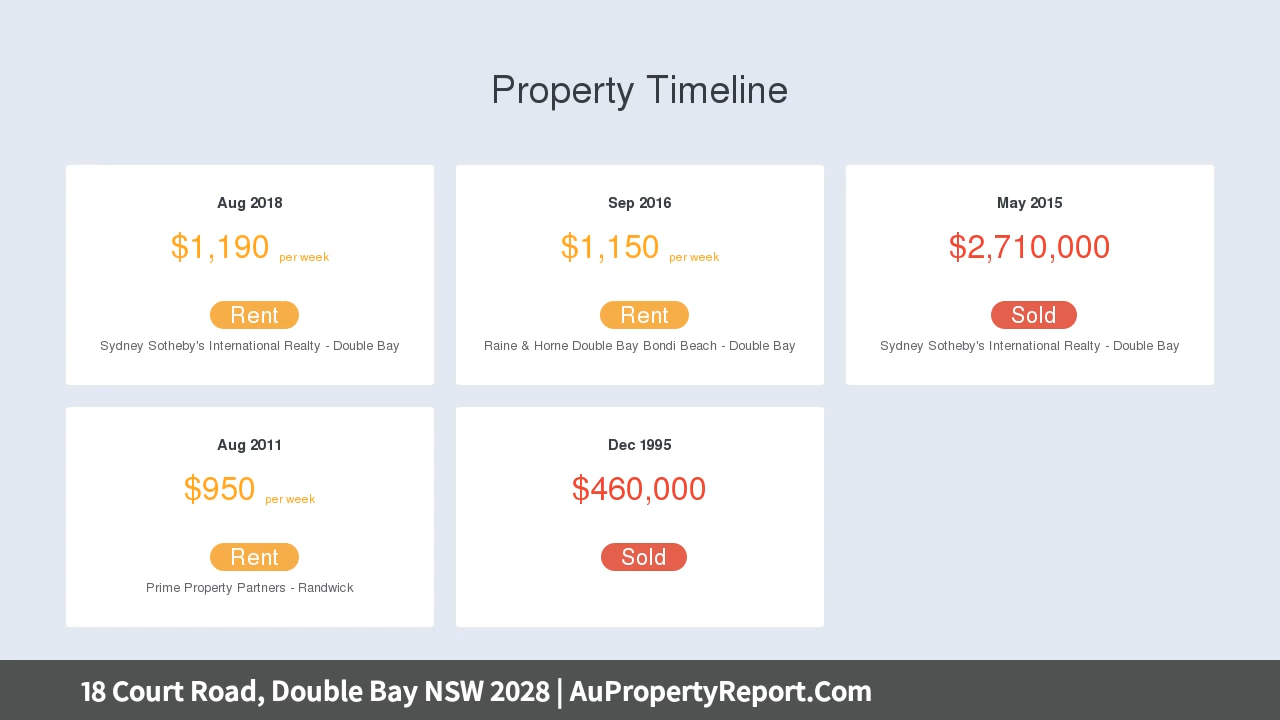 Property Timeline
Aug 2018
$1,190 per week
Rent
Sydney Sotheby's International Realty - Double Bay
Sep 2016
$1,150 per week
Rent
Raine & Horne Double Bay Bondi Beach - Double Bay
May 2015
$2,710,000
Sold
Sydney Sotheby's International Realty - Double Bay
Aug 2011
$950 per week
Rent
Prime Property Partners - Randwick
Dec 1995
$460,000
Sold
18 Court Road, Double Bay NSW 2028 | AuPropertyReport.Com